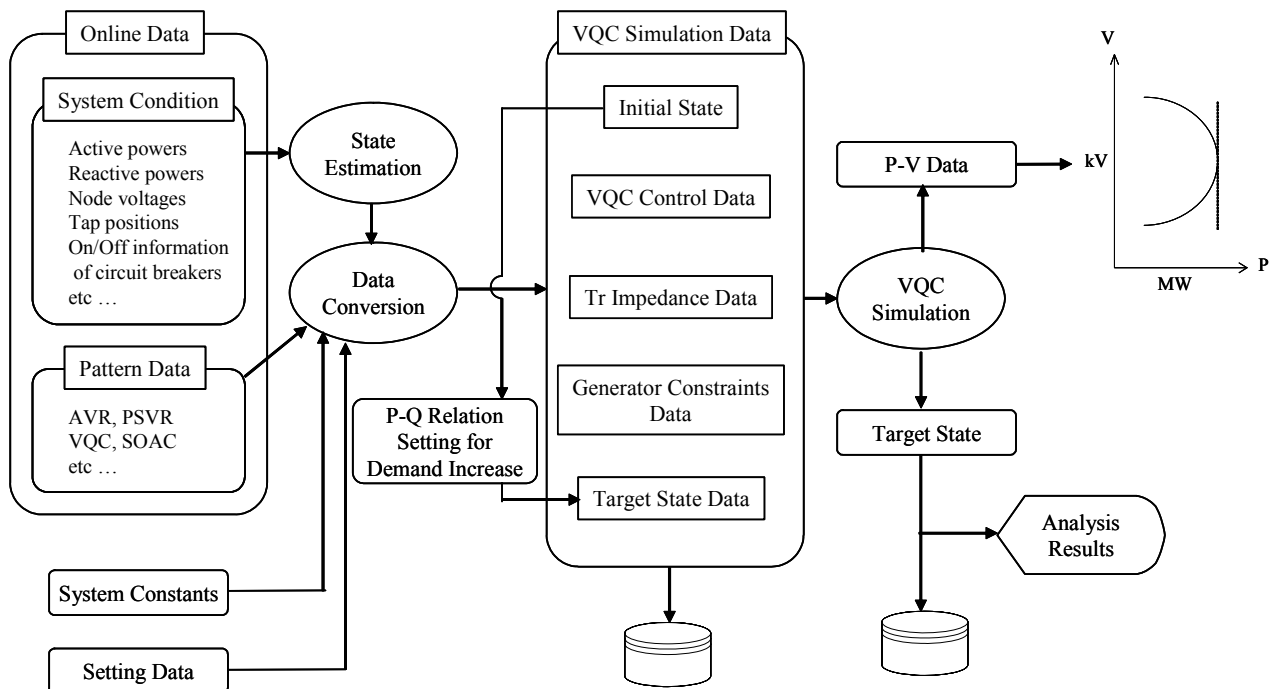 Online Data
System Condition
Active powers
Reactive powers
Node voltages
Tap positions
On/Off information
of circuit breakers
etc …
Pattern Data
AVR, PSVR
VQC, SOAC
etc …
System Constants
Setting Data
State
Estimation
Data
Conversion
P-Q Relation
Setting for
Demand Increase
VQC Simulation Data
Initial State
VQC Control Data
Tr Impedance Data
Generator Constraints
Data
Target State Data
P-V Data
VQC
Simulation
Target State
Analysis
Results
V
kV
P
MW